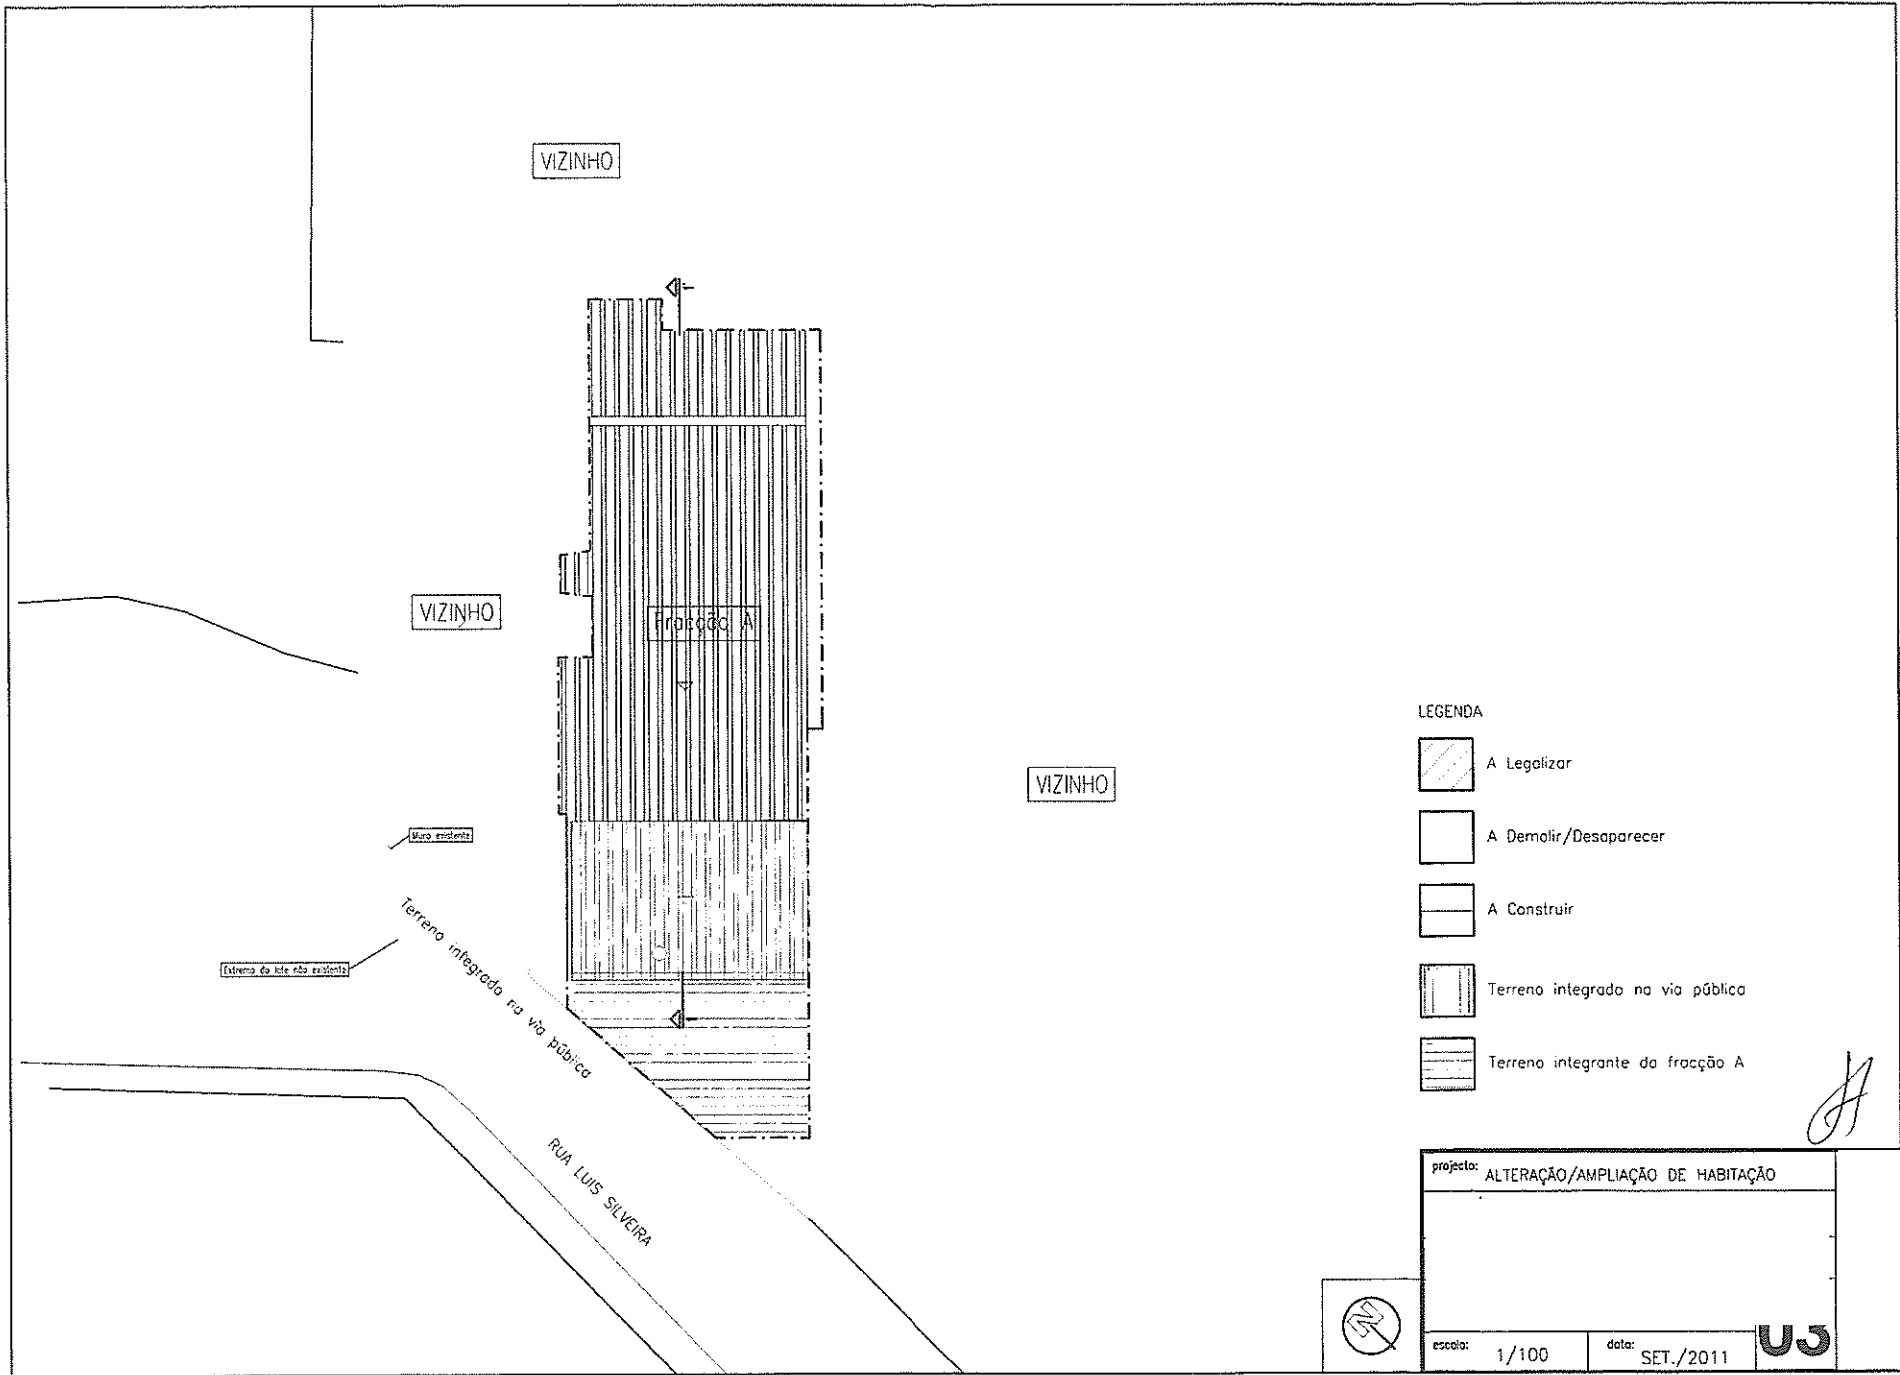 VIZINHO
VIZINHO
Fracção A
VIZINHO
Muro existente
Extremo do lote não existente
Terreno integrado na via pública
RUA LUIS SILVEIRA
LEGENDA
A Legalizar
A Demolir/Desaparecer
A Construir
Terreno integrado na via pública
Terreno integrante da fracção A
projecto: ALTERAÇÃO/AMPLIAÇÃO DE HABITAÇÃO
N
escala: 1/100
data: SET./2011
03